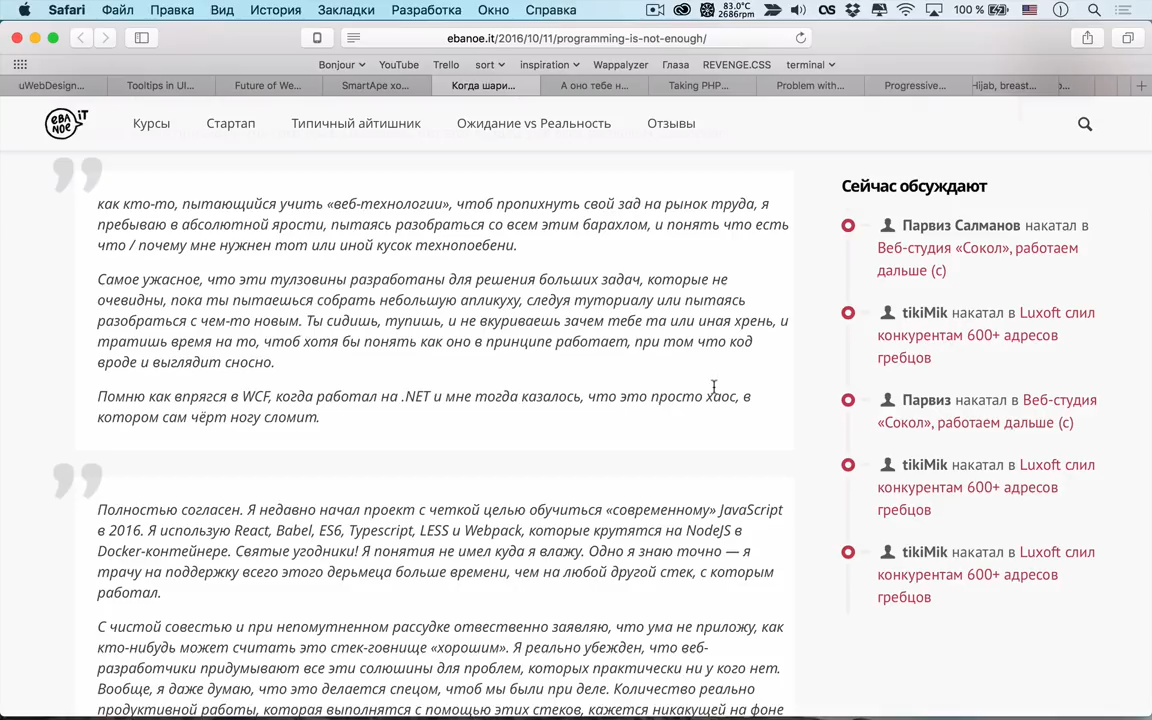 Safari Файл Правка Вид История Закладки Разработка Окно Справка 83.0°C 2686rpm 100 %
ebanoe.it/2016/10/11/programming-is-not-enough/
Bonjour YouTube Trello sort inspiration Wappalyzer Глаза REVENGE.CSS terminal
uWebDesign... Tooltips in UI... Future of We... SmartApe хо... Когда шари... А оно тебе н... Taking PHP... Problem with... Progressive... Hijab, breast...
ЕВА НОЕ IT Курсы Стартап Типичный айтишник Ожидание vs Реальность Отзывы
как кто-то, пытающийся учить «веб-технологии», чтоб пропихнуть свой зад на рынок труда, я
пребываю в абсолютной ярости, пытаясь разобраться со всем этим барахлом, и понять что есть
что / почему мне нужнен тот или иной кусок технопоебени.
Самое ужасное, что эти тулзовины разработаны для решения больших задач, которые не
очевидны, пока ты пытаешься собрать небольшую апликуху, следуя туториалу или пытаясь
разобраться с чем-то новым. Ты сидишь, тупишь, и не вкуриваешь зачем тебе та или иная хрень, и
тратишь время на то, чтоб хотя бы понять как оно в принципе работает, при том что код
вроде и выглядит сносно.
Помню как впрягся в WCF, когда работал на .NET и мне тогда казалось, что это просто хаос, в
котором сам чёрт ногу сломит.
Полностью согласен. Я недавно начал проект с четкой целью обучиться «современному» JavaScript
в 2016. Я использую React, Babel, ES6, Typescript, LESS и Webpack, которые крутятся на NodeJS в
Docker-контейнере. Святые угодники! Я понятия не имел куда я влажу. Одно я знаю точно — я
трачу на поддержку всего этого дерьмеца больше времени, чем на любой другой стек, с которым
работал.
С чистой совестью и при непомутненном рассудке отвественно заявляю, что ума не приложу, как
кто-нибудь может считать это стек-говнище «хорошим». Я реально убежден, что веб-
разработчики придумывают все эти солюшины для проблем, которых практически ни у кого нет.
Вообще, я даже думаю, что это делается спецом, чтоб мы были при деле. Количество реально
продуктивной работы, которая выполнятся с помощью этих стеков, кажется никакущей на фоне
Сейчас обсуждают
Парвиз Салманов накатал в
Веб-студия «Сокол», работаем
дальше (с)
tikiMik накатал в Luxoft слил
конкурентам 600+ адресов
гребцов
Парвиз накатал в Веб-студия
«Сокол», работаем дальше (с)
tikiMik накатал в Luxoft слил
конкурентам 600+ адресов
гребцов
tikiMik накатал в Luxoft слил
конкурентам 600+ адресов
гребцов